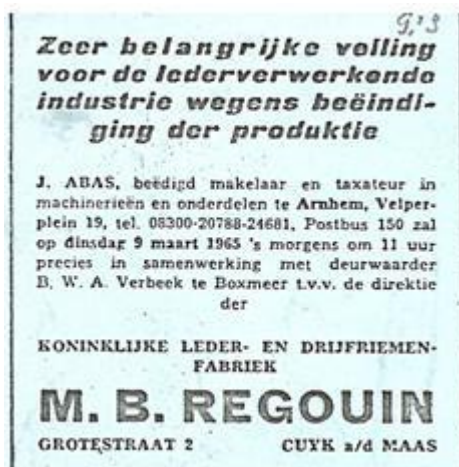 Zeer belangrijke veiling
voor de lederverwerkende
industrie wegens beëindi-
ging der produktie
J. ABAS, beëdigd makelaar en taxateur in
machinerieën en onderdelen te Arnhem, Velper-
plein 19, tel. 08300-20788-24681, Postbus 150 zal
op dinsdag 9 maart 1965 's morgens om 11 uur
precies in samenwerking met deurwaarder
B. W. A. Verbeek te Boxmeer t.v.v. de direktie
der
KONINKLIJKE LEDER- EN DRIJFRIEMEN-
FABRIEK
M. B. REGOUIN
GROTESTRAAT 2 CUYK a/d MAAS